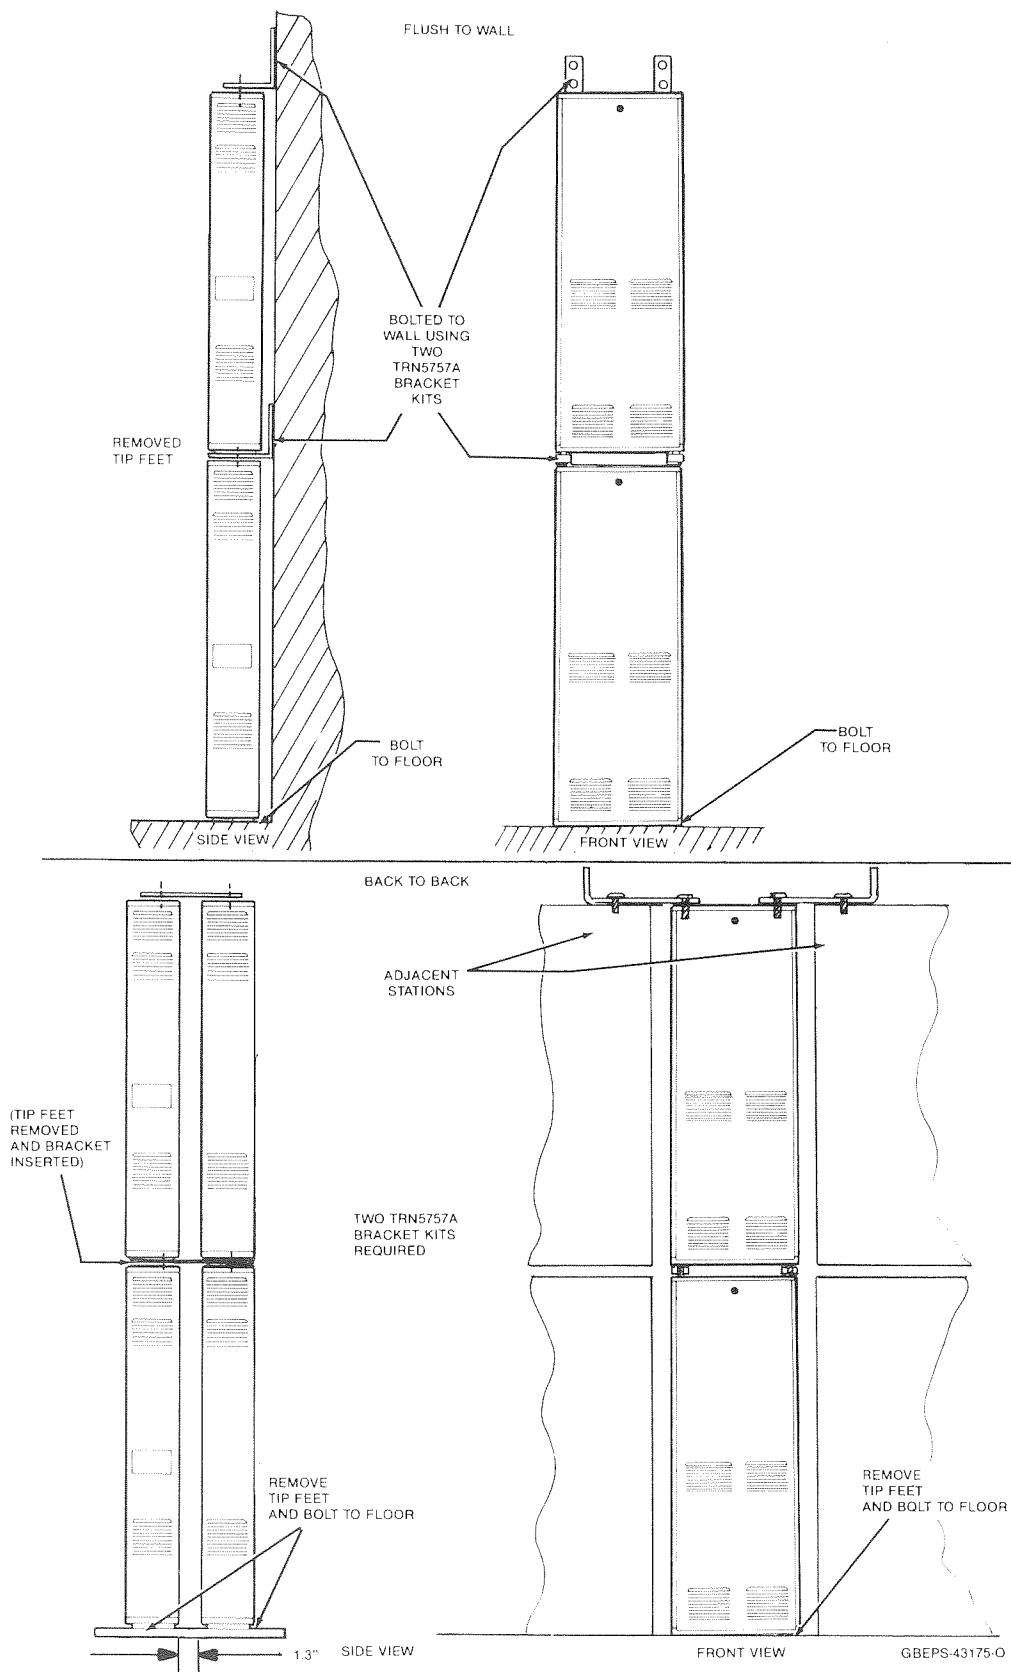 FLUSH TO WALL
BOLTED TO
WALL USING
TWO
TRN5757A
BRACKET
KITS
REMOVED
TIP FEET
BOLT
TO FLOOR
BOLT
TO FLOOR
SIDE VIEW
FRONT VIEW
BACK TO BACK
ADJACENT
STATIONS
(TIP FEET
REMOVED
AND BRACKET
INSERTED)
TWO TRN5757A
BRACKET KITS
REQUIRED
REMOVE
TIP FEET
AND BOLT TO FLOOR
REMOVE
TIP FEET
AND BOLT TO FLOOR
1.3"
SIDE VIEW
FRONT VIEW
GBEPS-43175-O